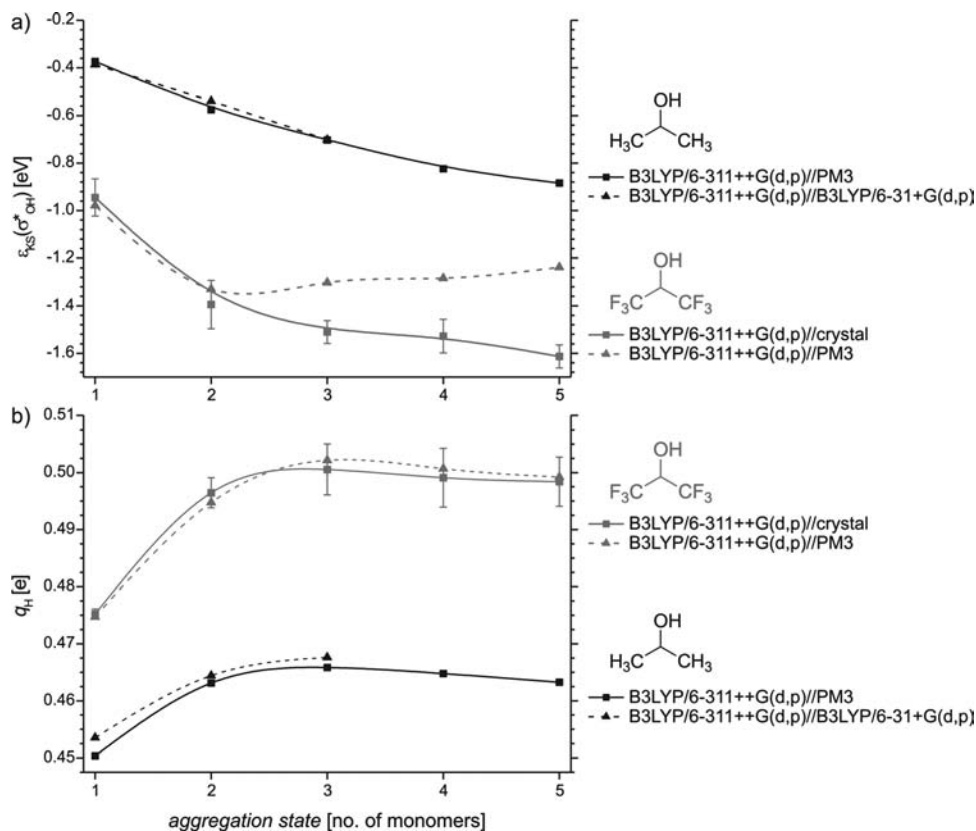 a)
-0.2
-0.4
-0.6
-0.8
-1.0
-1.2
-1.4
-1.6
εKS(σ*OH) [eV]
1 2 3 4 5
OH
H3C CH3
B3LYP/6-311++G(d,p)//PM3
B3LYP/6-311++G(d,p)//B3LYP/6-31+G(d,p)
OH
F3C CF3
B3LYP/6-311++G(d,p)//crystal
B3LYP/6-311++G(d,p)//PM3
b)
0.51
0.50
0.49
0.48
0.47
0.46
0.45
qH [e]
1 2 3 4 5
aggregation state [no. of monomers]
OH
F3C CF3
B3LYP/6-311++G(d,p)//crystal
B3LYP/6-311++G(d,p)//PM3
OH
H3C CH3
B3LYP/6-311++G(d,p)//PM3
B3LYP/6-311++G(d,p)//B3LYP/6-31+G(d,p)